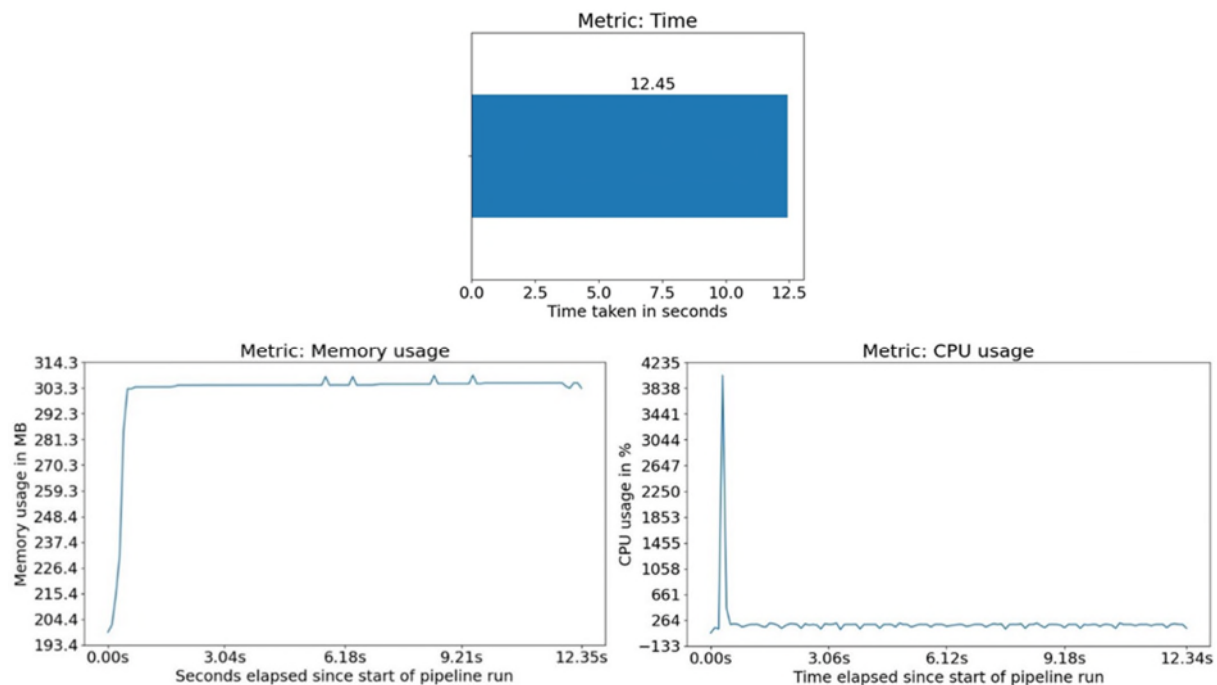 Metric: Time
12.45
0.0 2.5 5.0 7.5 10.0 12.5
Time taken in seconds
Metric: Memory usage
314.3
303.3
292.3
281.3
270.3
259.3
248.4
237.4
226.4
215.4
204.4
193.4
Memory usage in MB
0.00s 3.04s 6.18s 9.21s 12.35s
Seconds elapsed since start of pipeline run
Metric: CPU usage
4235
3838
3441
3044
2647
2250
1853
1455
1058
661
264
−133
CPU usage in %
0.00s 3.06s 6.12s 9.18s 12.34s
Time elapsed since start of pipeline run